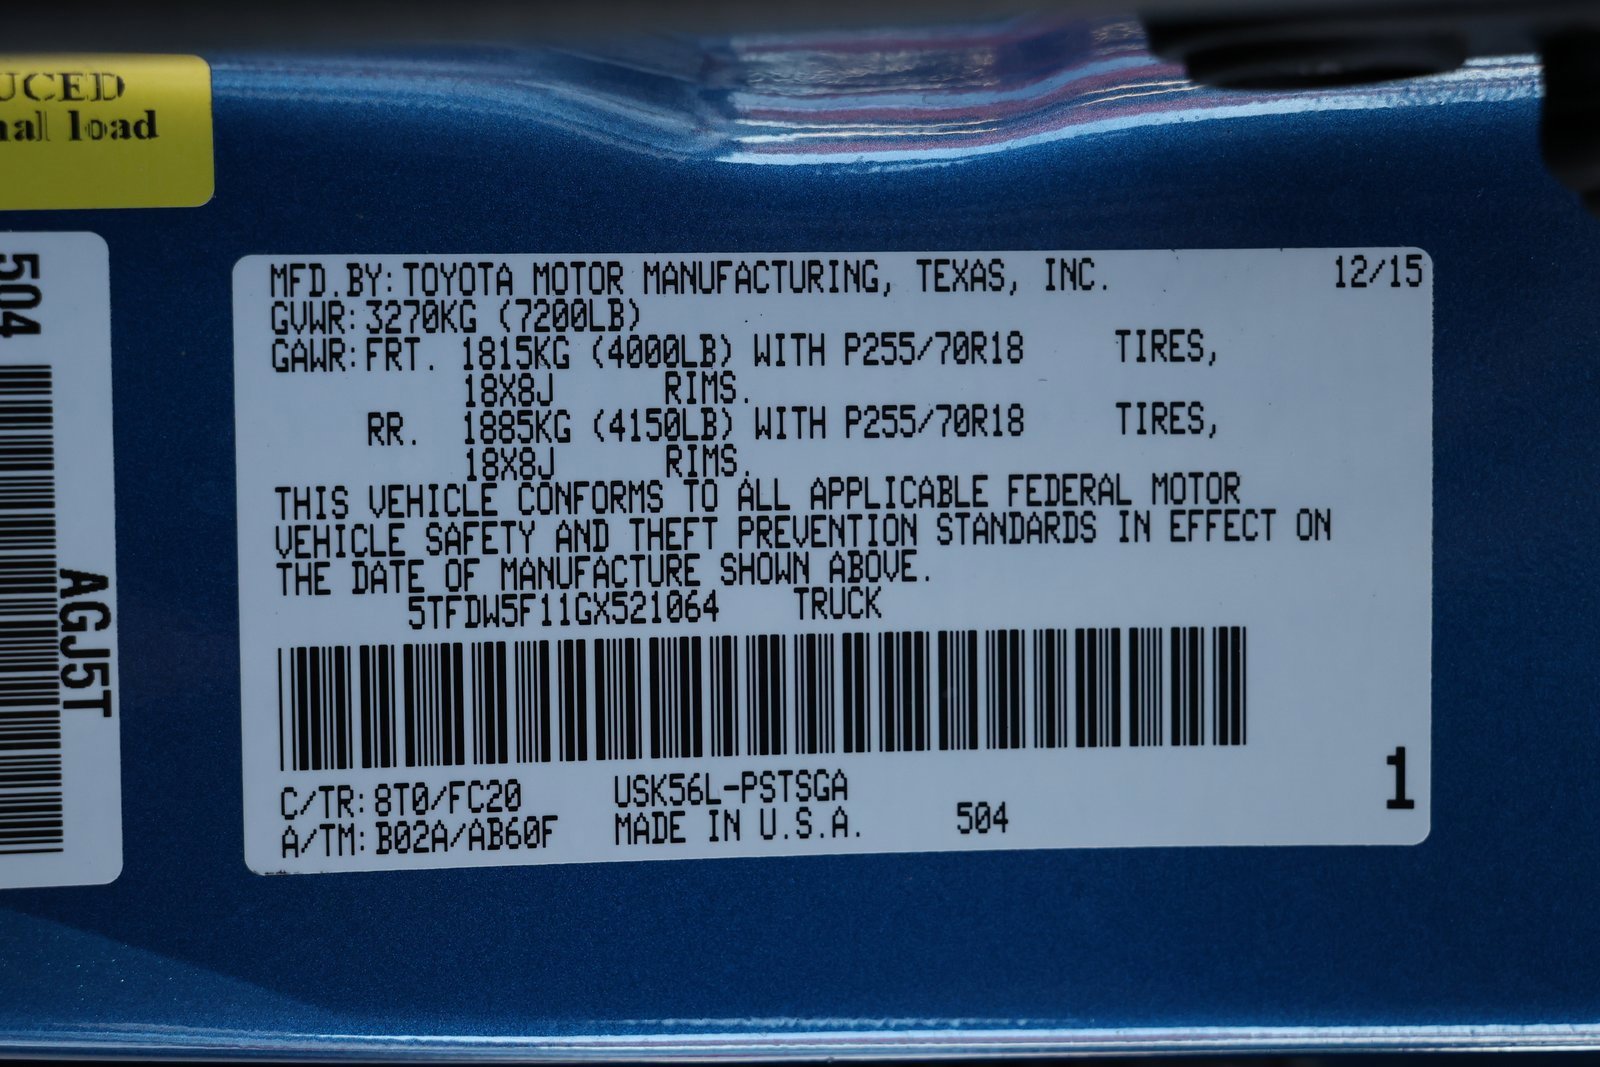 UCED
nal load
504
AGJ5T
MFD.BY: TOYOTA MOTOR MANUFACTURING, TEXAS, INC. 12/15
GVWR: 3270KG (7200LB)
GAWR: FRT. 1815KG (4000LB) WITH P255/70R18 TIRES,
18X8J RIMS.
RR. 1885KG (4150LB) WITH P255/70R18 TIRES,
18X8J RIMS.
THIS VEHICLE CONFORMS TO ALL APPLICABLE FEDERAL MOTOR
VEHICLE SAFETY AND THEFT PREVENTION STANDARDS IN EFFECT ON
THE DATE OF MANUFACTURE SHOWN ABOVE.
5TFDW5F11GX521064 TRUCK
C/TR: 8T0/FC20 USK56L-PSTSGA
A/TM: B02A/AB60F MADE IN U.S.A. 504
1